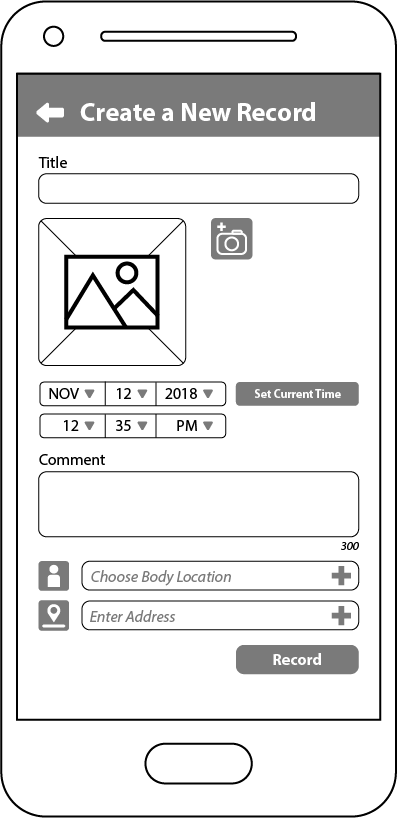 Create a New Record
Title
NOV 12 2018 Set Current Time
12 35 PM
Comment
300
Choose Body Location
Enter Address
Record